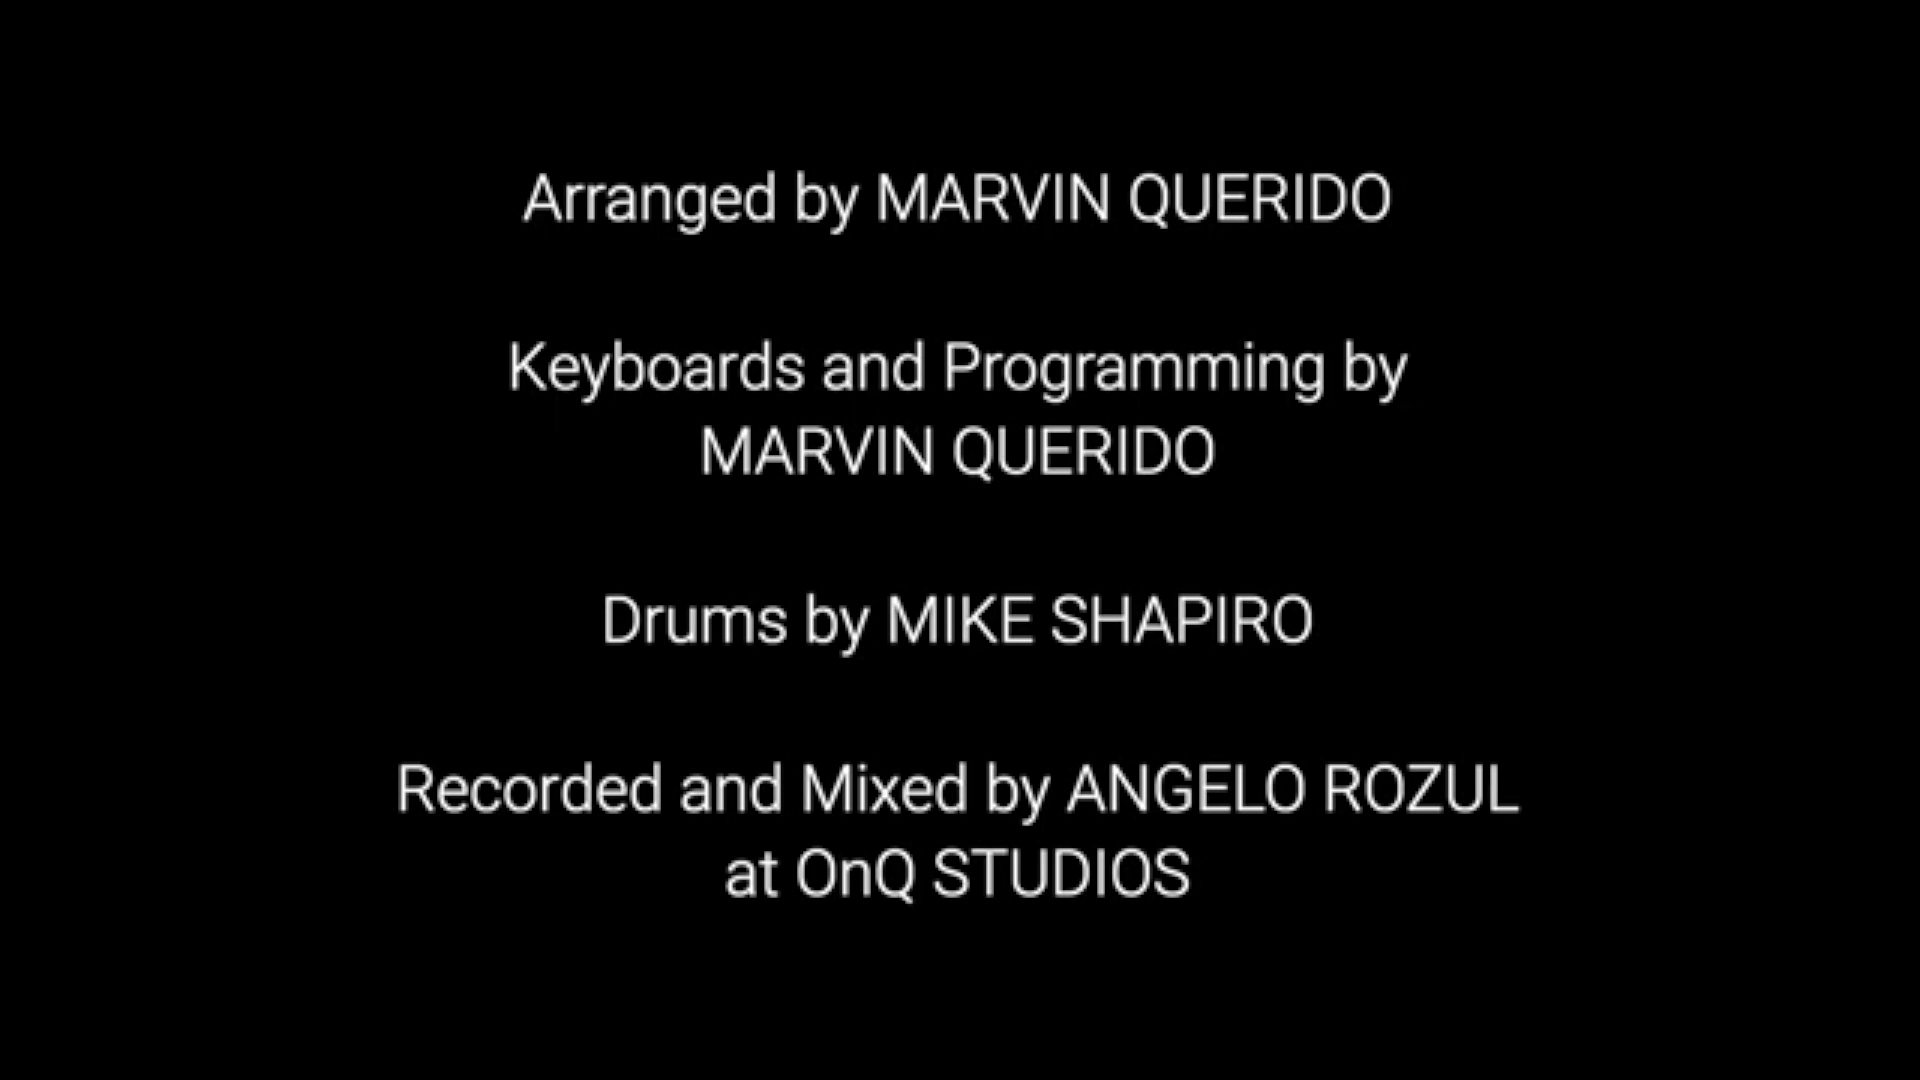 Arranged by MARVIN QUERIDO
Keyboards and Programming by
MARVIN QUERIDO
Drums by MIKE SHAPIRO
Recorded and Mixed by ANGELO ROZUL
at OnQ STUDIOS